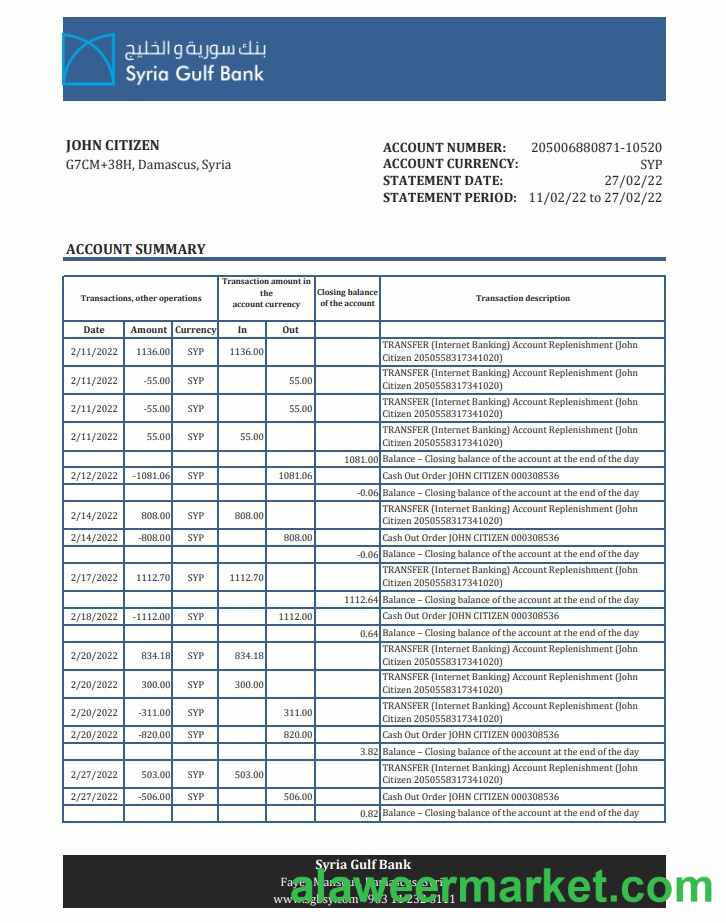 بنك سورية و الخليج
Syria Gulf Bank
JOHN CITIZEN
G7CM+38H, Damascus, Syria
ACCOUNT NUMBER: 205006880871-10520
ACCOUNT CURRENCY: SYP
STATEMENT DATE: 27/02/22
STATEMENT PERIOD: 11/02/22 to 27/02/22
ACCOUNT SUMMARY
Transactions, other operations
Transaction amount in
the
account currency
Closing balance
of the account
Transaction description
Date Amount Currency In Out
2/11/2022 1136.00 SYP 1136.00 TRANSFER (Internet Banking) Account Replenishment (John
Citizen 2050558317341020)
2/11/2022 -55.00 SYP 55.00 TRANSFER (Internet Banking) Account Replenishment (John
Citizen 2050558317341020)
2/11/2022 -55.00 SYP 55.00 TRANSFER (Internet Banking) Account Replenishment (John
Citizen 2050558317341020)
2/11/2022 55.00 SYP 55.00 TRANSFER (Internet Banking) Account Replenishment (John
Citizen 2050558317341020)
1081.00 Balance – Closing balance of the account at the end of the day
2/12/2022 -1081.06 SYP 1081.06 Cash Out Order JOHN CITIZEN 000308536
-0.06 Balance – Closing balance of the account at the end of the day
2/14/2022 808.00 SYP 808.00 TRANSFER (Internet Banking) Account Replenishment (John
Citizen 2050558317341020)
2/14/2022 -808.00 SYP 808.00 Cash Out Order JOHN CITIZEN 000308536
-0.06 Balance – Closing balance of the account at the end of the day
2/17/2022 1112.70 SYP 1112.70 TRANSFER (Internet Banking) Account Replenishment (John
Citizen 2050558317341020)
1112.64 Balance – Closing balance of the account at the end of the day
2/18/2022 -1112.00 SYP 1112.00 Cash Out Order JOHN CITIZEN 000308536
0.64 Balance – Closing balance of the account at the end of the day
2/20/2022 834.18 SYP 834.18 TRANSFER (Internet Banking) Account Replenishment (John
Citizen 2050558317341020)
2/20/2022 300.00 SYP 300.00 TRANSFER (Internet Banking) Account Replenishment (John
Citizen 2050558317341020)
2/20/2022 -311.00 SYP 311.00 TRANSFER (Internet Banking) Account Replenishment (John
Citizen 2050558317341020)
2/20/2022 -820.00 SYP 820.00 Cash Out Order JOHN CITIZEN 000308536
3.82 Balance – Closing balance of the account at the end of the day
2/27/2022 503.00 SYP 503.00 TRANSFER (Internet Banking) Account Replenishment (John
Citizen 2050558317341020)
2/27/2022 -506.00 SYP 506.00 Cash Out Order JOHN CITIZEN 000308536
0.82 Balance – Closing balance of the account at the end of the day
Syria Gulf Bank
alaweermarket.com